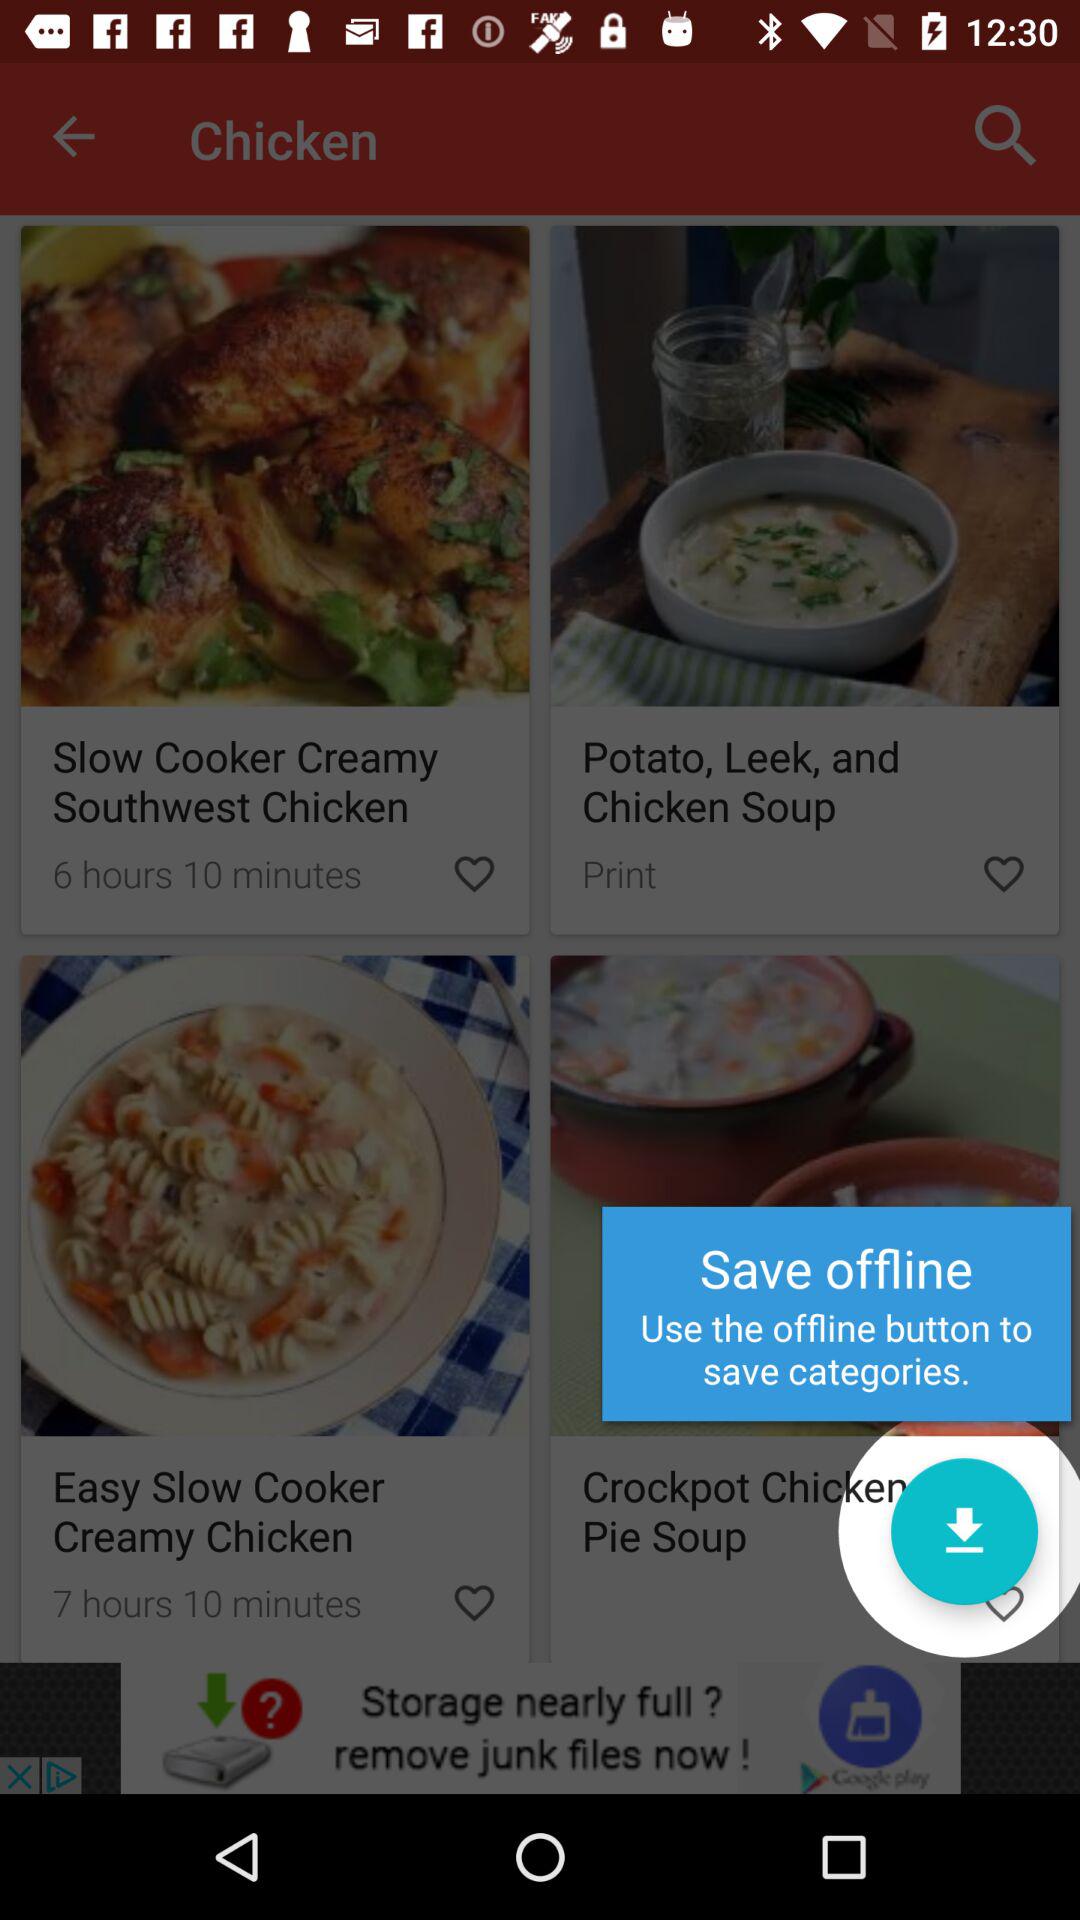 FAKE
12:30
Chicken
Slow Cooker Creamy
Southwest Chicken
6 hours 10 minutes
Potato, Leek, and
Chicken Soup
Print
Easy Slow Cooker
Creamy Chicken
7 hours 10 minutes
Save offline
Use the offline button to
save categories.
Crockpot Chicken
Pie Soup
Storage nearly full ?
remove junk files now !
Google play